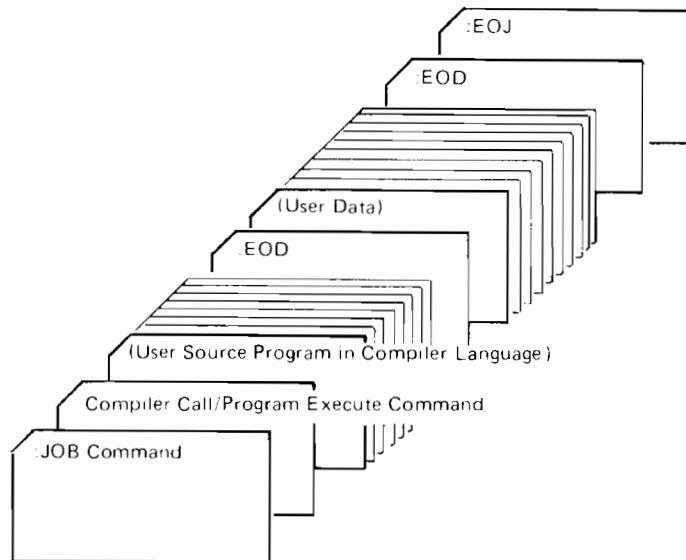 :EOJ
:EOD
(User Data)
:EOD
(User Source Program in Compiler Language)
Compiler Call/Program Execute Command
:JOB Command